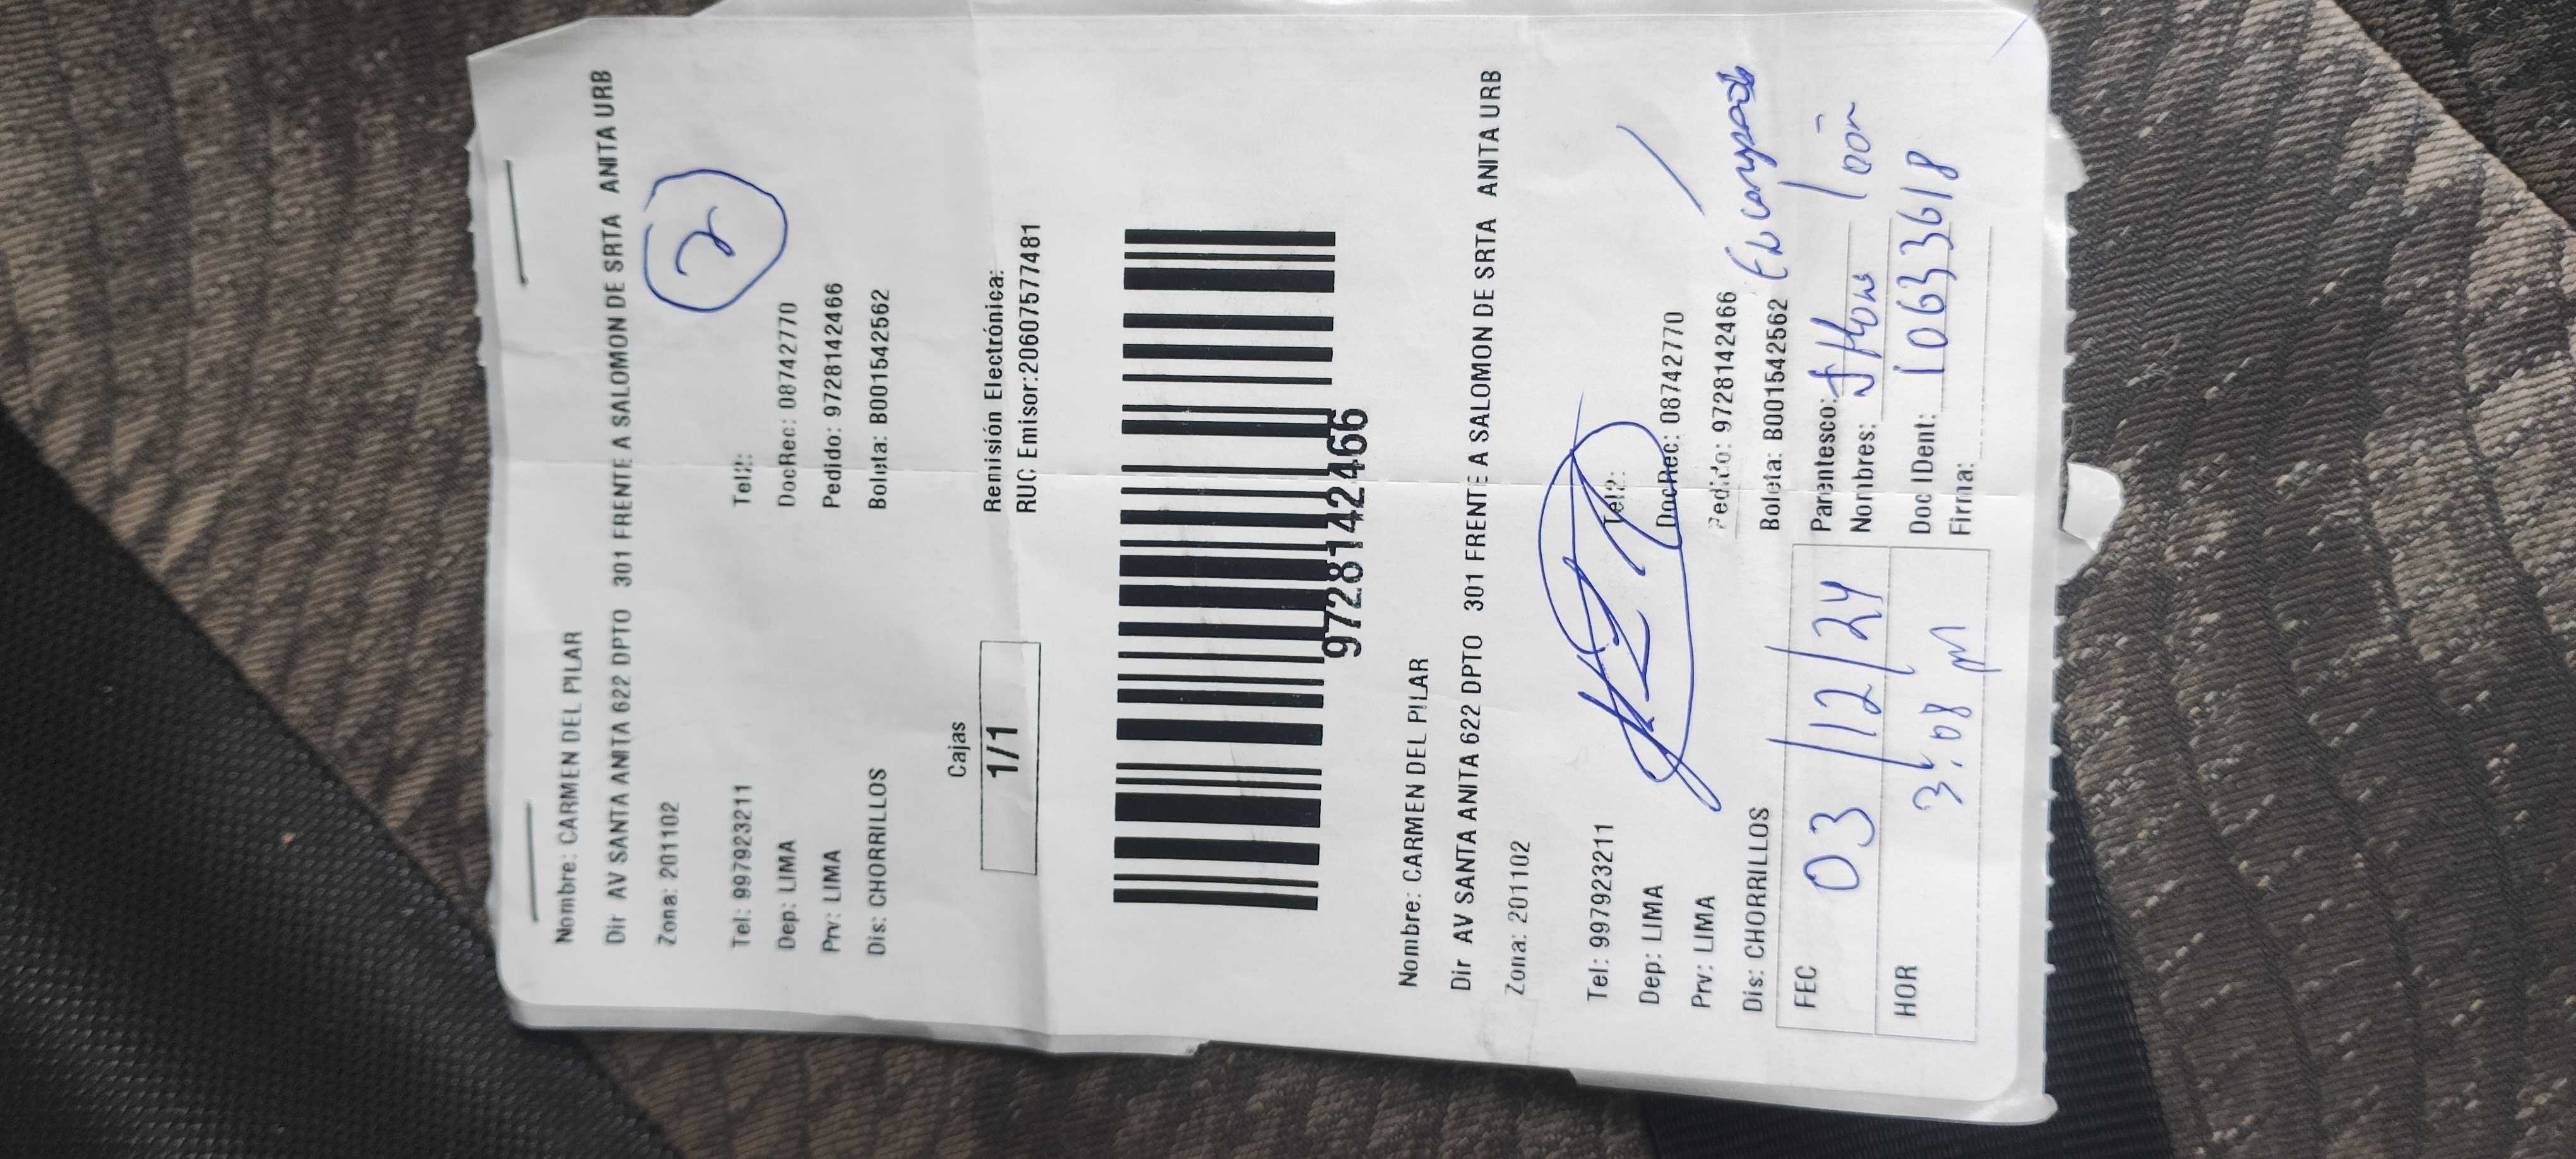 Nombre: CARMEN DEL PILAR
Dir AV SANTA ANITA 622 DPTO 301 FRENTE A SALOMON DE SRTA ANITA URB
Zona: 201102
2
Tel: 997923211 Tel2:
Dep: LIMA DocRec: 08742770
Prv: LIMA Pedido: 9728142466
Dis: CHORRILLOS Boleta: B001542562
Cajas
1/1
Remisión Electrónica:
RUC Emisor:20607577481
9728142466
Nombre: CARMEN DEL PILAR
Dir AV SANTA ANITA 622 DPTO 301 FRENTE A SALOMON DE SRTA ANITA URB
Zona: 201102
Tel: 997923211 Tel2:
Dep: LIMA DocRec: 08742770
Prv: LIMA Pedido: 9728142466
Dis: CHORRILLOS Boleta: B001542562
FEC 03/12/24 Parentesco:
Nombres:
HOR 3:08 pm Doc IDent: 10633618
Firma: